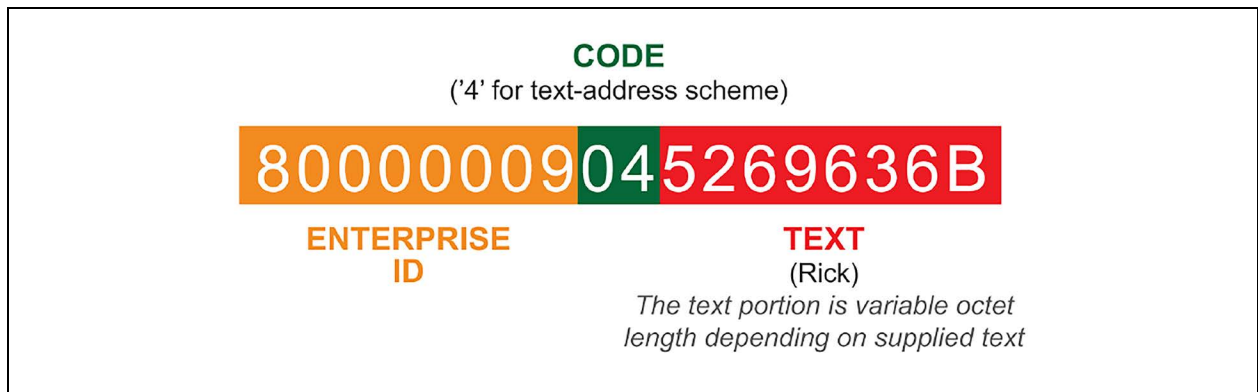 CODE
('4' for text-address scheme)
80000009045269636B
ENTERPRISE
ID
TEXT
(Rick)
The text portion is variable octet
length depending on supplied text